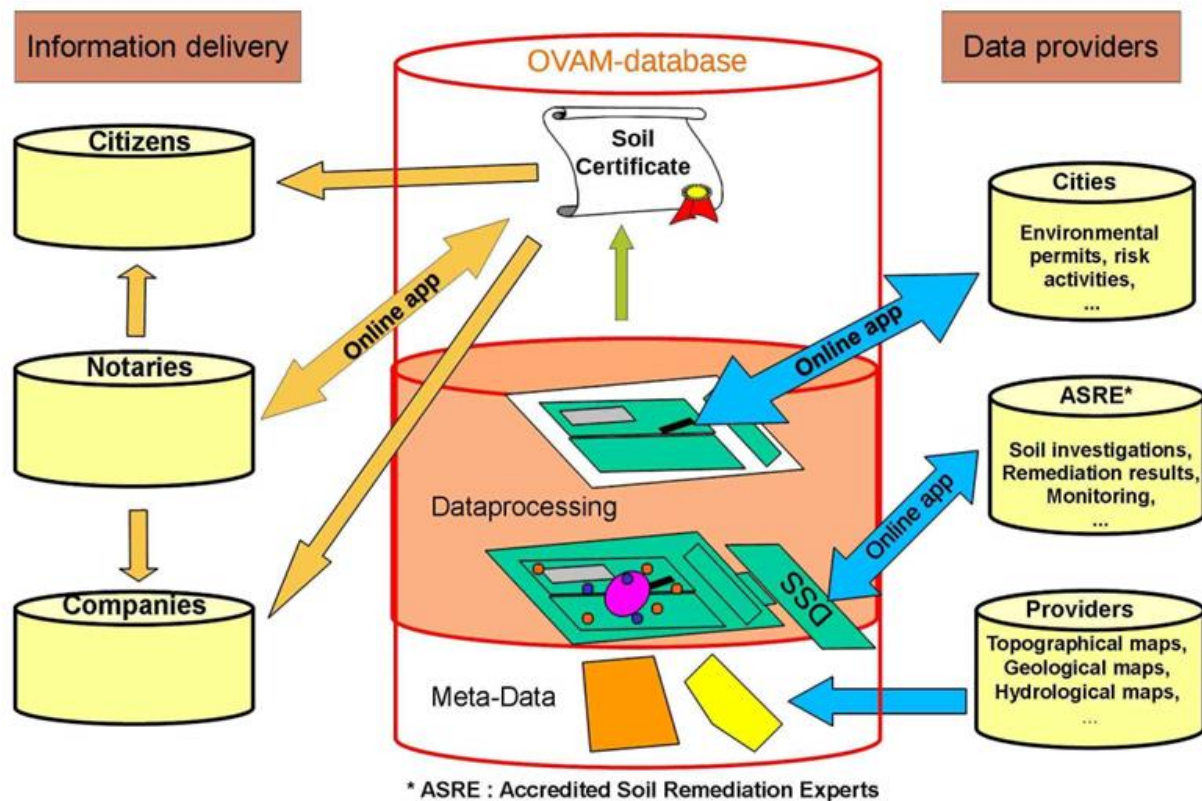 Information delivery
OVAM-database
Data providers
Citizens
Soil
Certificate
Cities
Environmental
permits, risk
activities,
...
Online app
Online app
Notaries
ASRE*
Soil investigations,
Remediation results,
Monitoring,
...
Dataprocessing
Online app
DSS
Companies
Providers
Topographical maps,
Geological maps,
Hydrological maps,
...
Meta-Data
* ASRE : Accredited Soil Remediation Experts